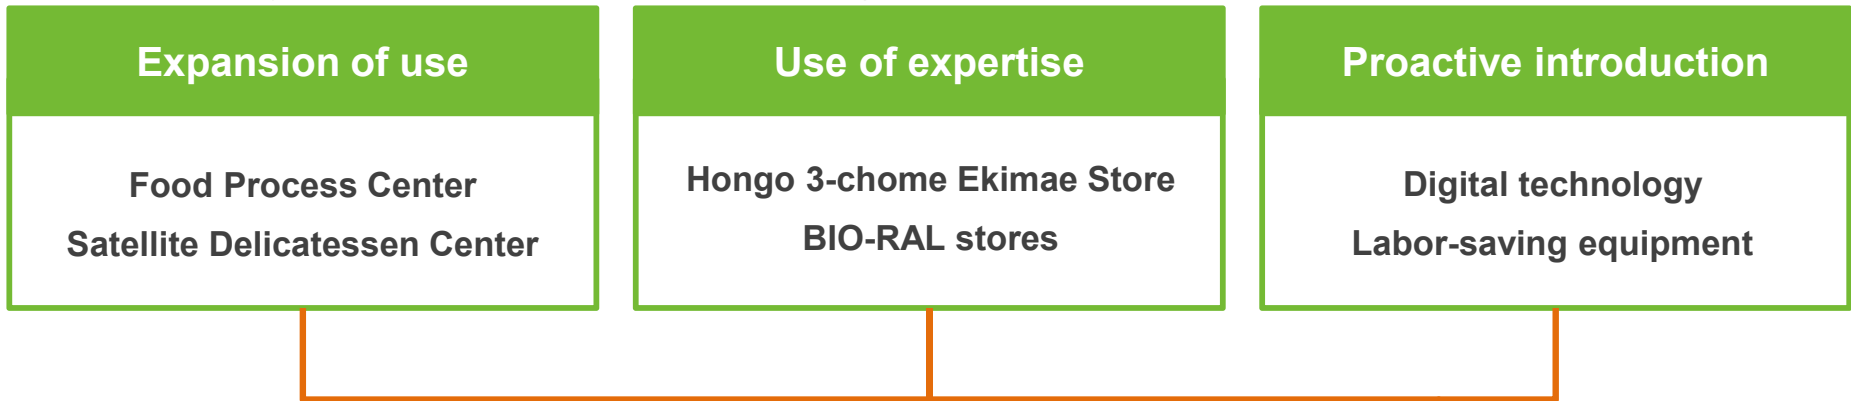 Expansion of use
Food Process Center
Satellite Delicatessen Center
Use of expertise
Hongo 3-chome Ekimae Store
BIO-RAL stores
Proactive introduction
Digital technology
Labor-saving equipment